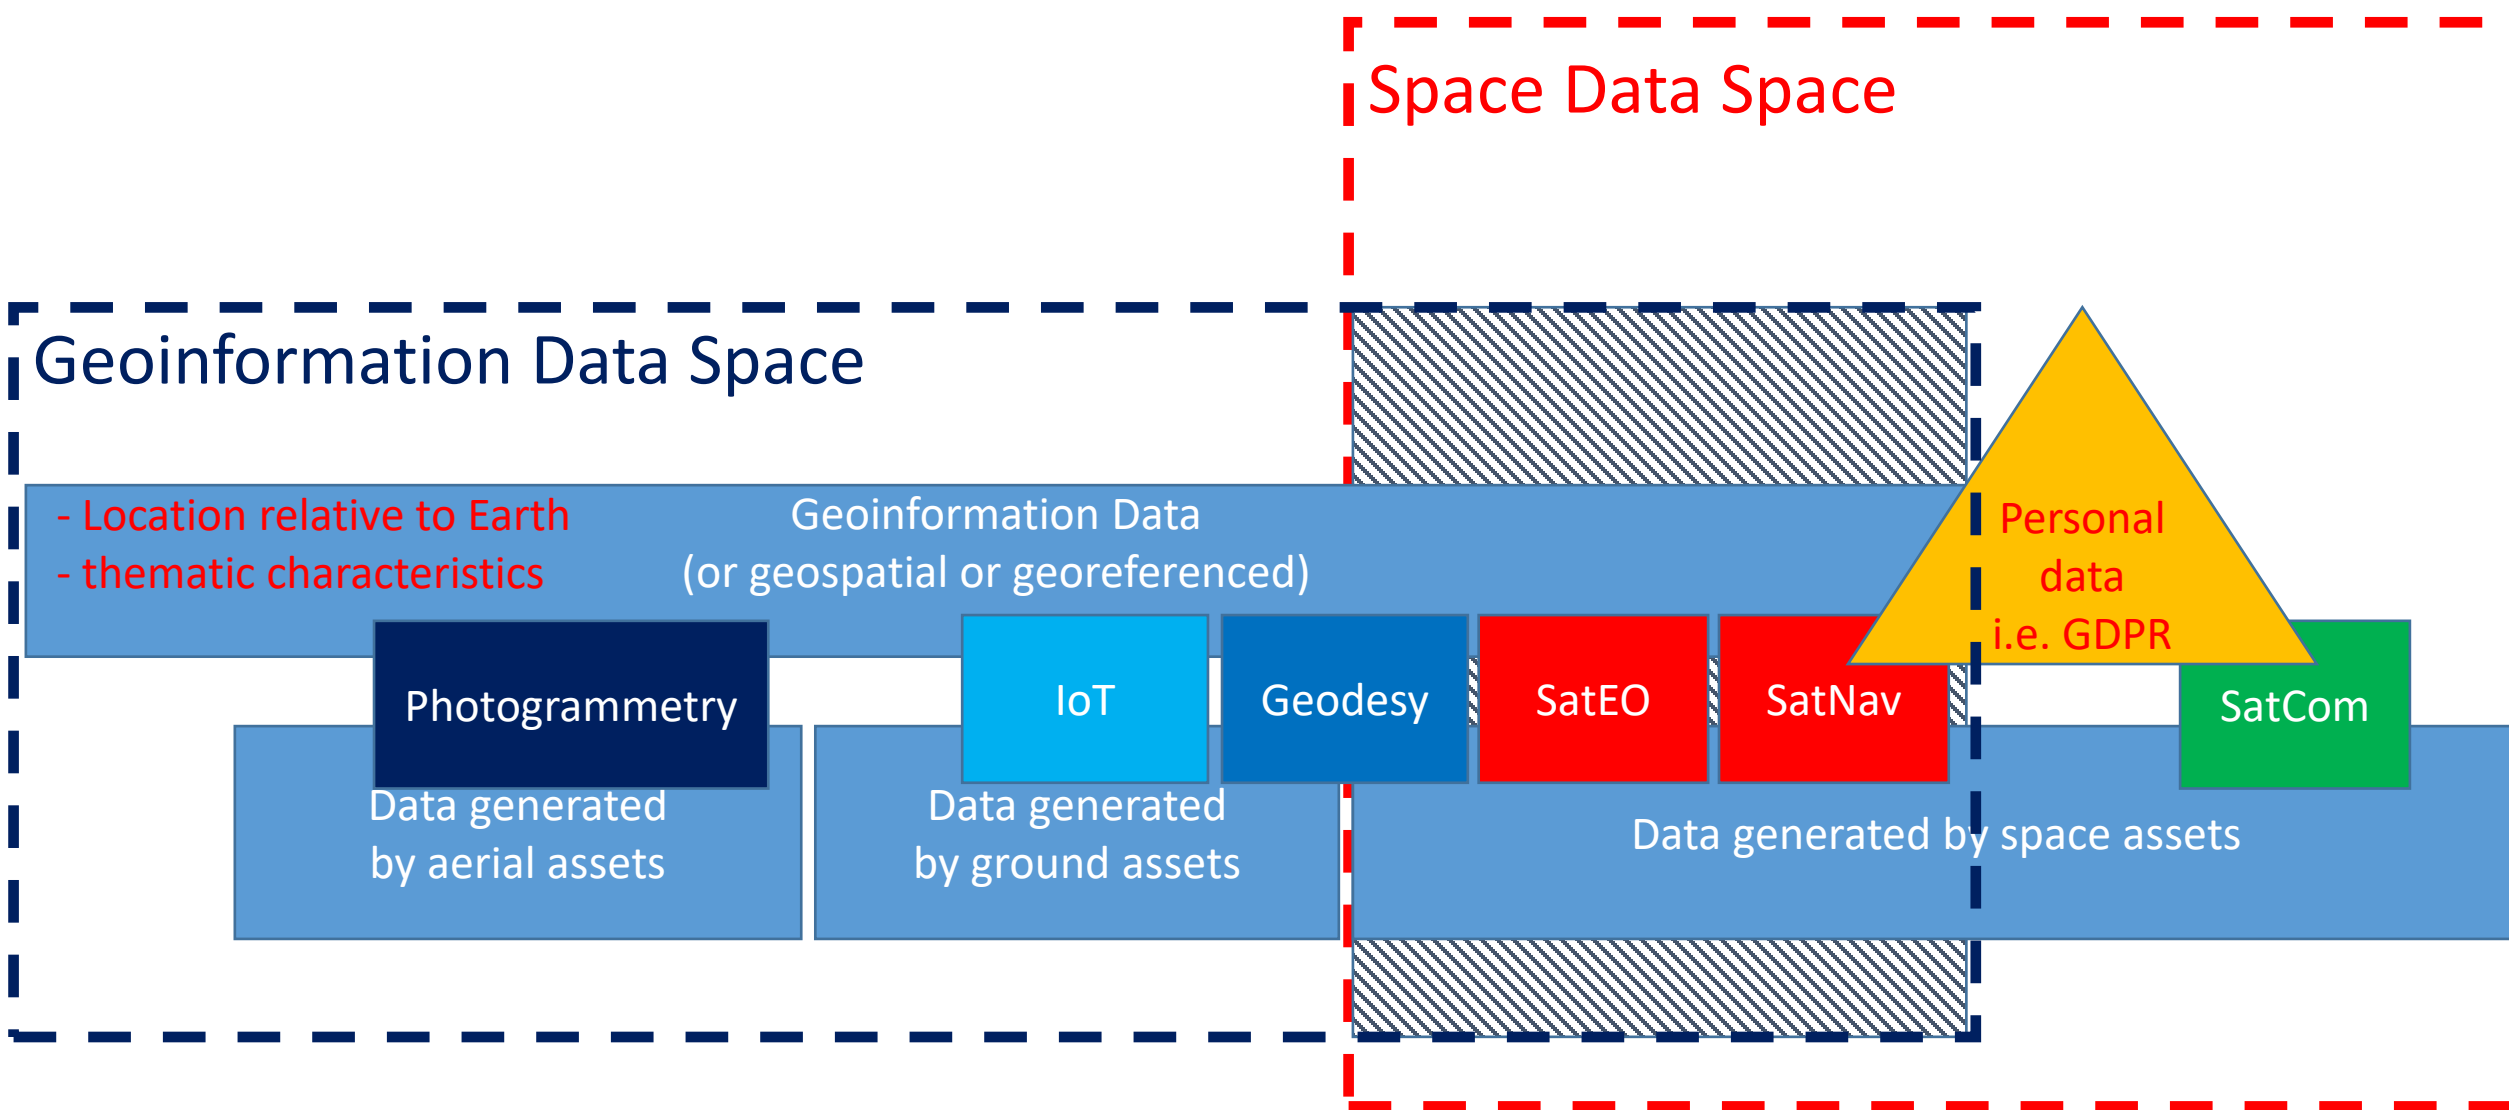 Space Data Space
Geoinformation Data Space
- Location relative to Earth
- thematic characteristics
Geoinformation Data
(or geospatial or georeferenced)
Personal
data
i.e. GDPR
Photogrammetry
IoT
Geodesy
SatEO
SatNav
SatCom
Data generated
by aerial assets
Data generated
by ground assets
Data generated by space assets